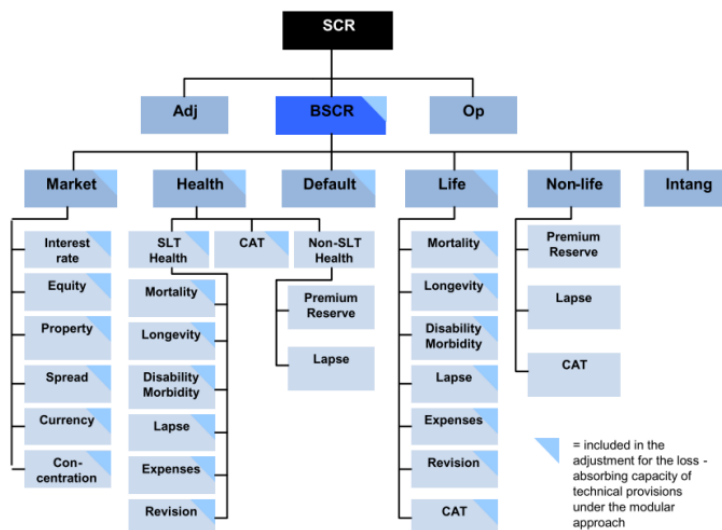 SCR
Adj
BSCR
Op
Market
Health
Default
Life
Non-life
Intang
Interest
rate
Equity
Property
Spread
Currency
Con-
centration
SLT
Health
CAT
Non-SLT
Health
Mortality
Longevity
Disability
Morbidity
Lapse
Expenses
Revision
Premium
Reserve
Lapse
Mortality
Longevity
Disability
Morbidity
Lapse
Expenses
Revision
CAT
Premium
Reserve
Lapse
CAT
= included in the
adjustment for the loss -
absorbing capacity of
technical provisions
under the modular
approach